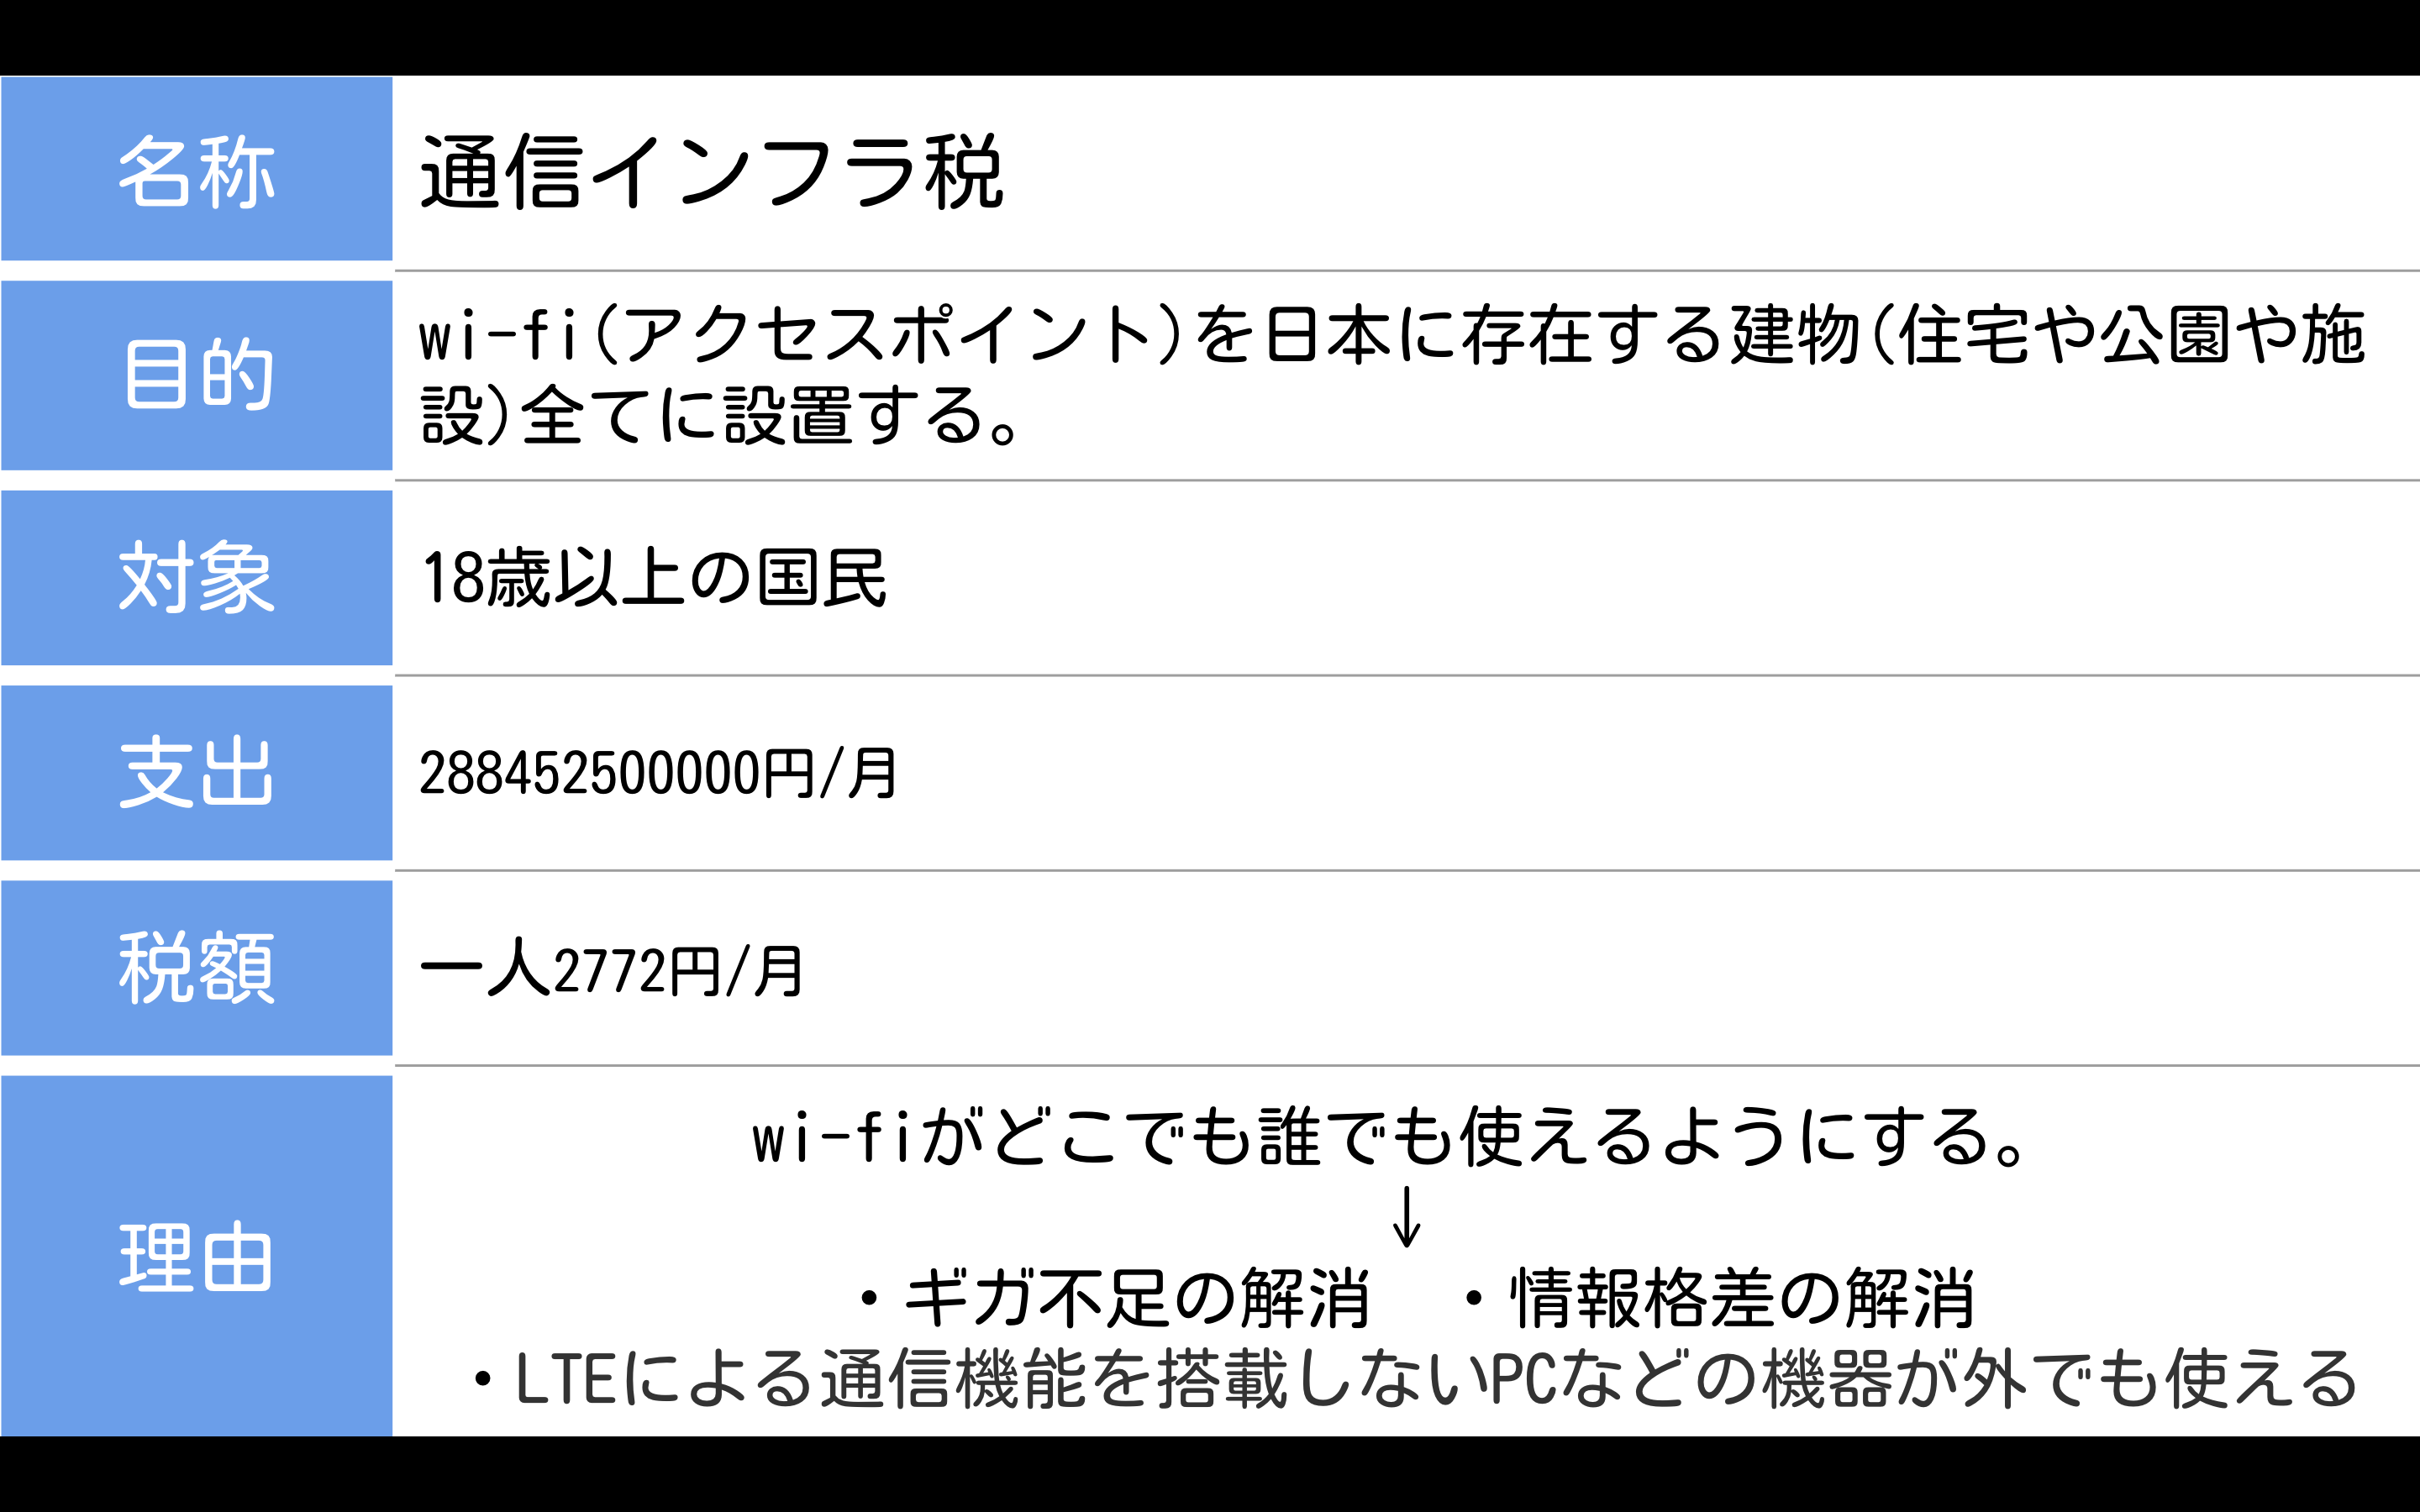 名称
通信インフラ税
目的
wi-fi(アクセスポイント)を日本に存在する建物(住宅や公園や施
設)全てに設置する。
対象
18歳以上の国民
支出
288452500000円/月
税額
一人2772円/月
理由
wi-fiがどこでも誰でも使えるようにする。
↓
・ギガ不足の解消 ・情報格差の解消
・LTEによる通信機能を搭載しないPCなどの機器が外でも使える